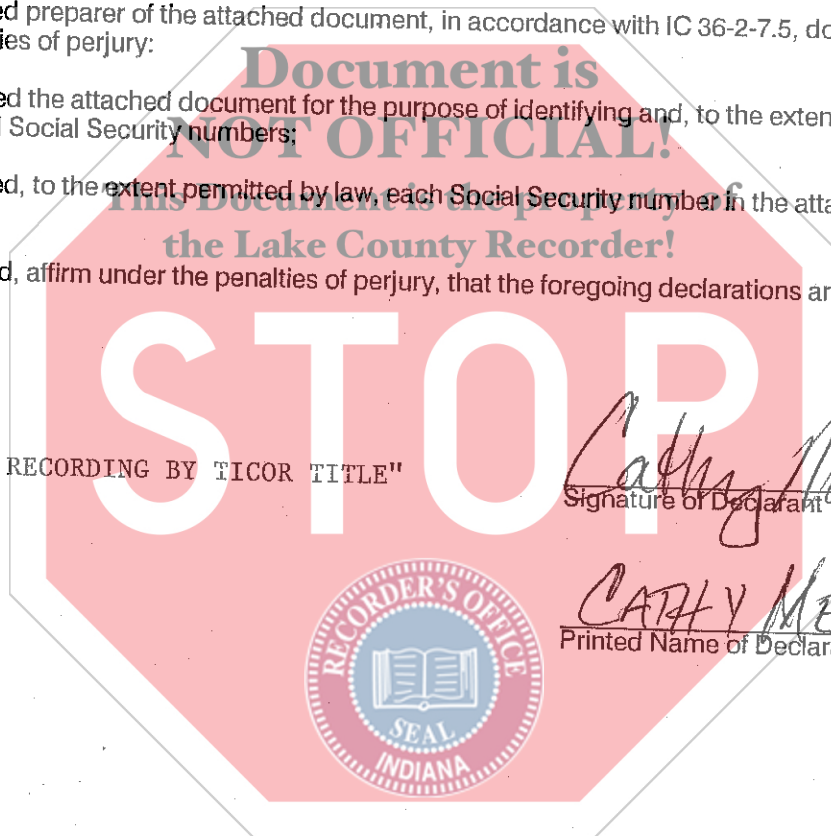 ed preparer of the attached document, in accordance with IC 36-2-7.5, do
ies of perjury:
Document is
ed the attached document for the purpose of identifying and, to the exten
Social Security numbers;
NOT OFFICIAL!
ed, to the extent permitted by law, each Social Security number in the atta
This Document is the property of
the Lake County Recorder!
d, affirm under the penalties of perjury, that the foregoing declarations ar
STOP
RECORDING BY TICOR TITLE"
Cathy
Signature of Declarant
CATHY ME
Printed Name of Declar
RECORDER'S OFFICE
SEAL
INDIANA